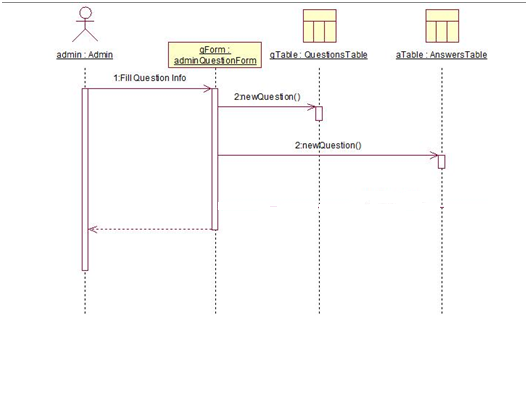 admin : Admin
qForm :
adminQuestionForm
qTable : QuestionsTable
aTable : AnswersTable
1:Fill Question Info
2:newQuestion()
2:newQuestion()